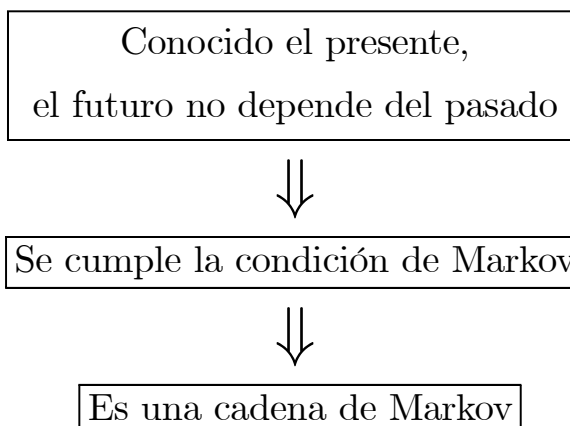 Conocido el presente,
el futuro no depende del pasado
⇓
Se cumple la condición de Markov
⇓
Es una cadena de Markov